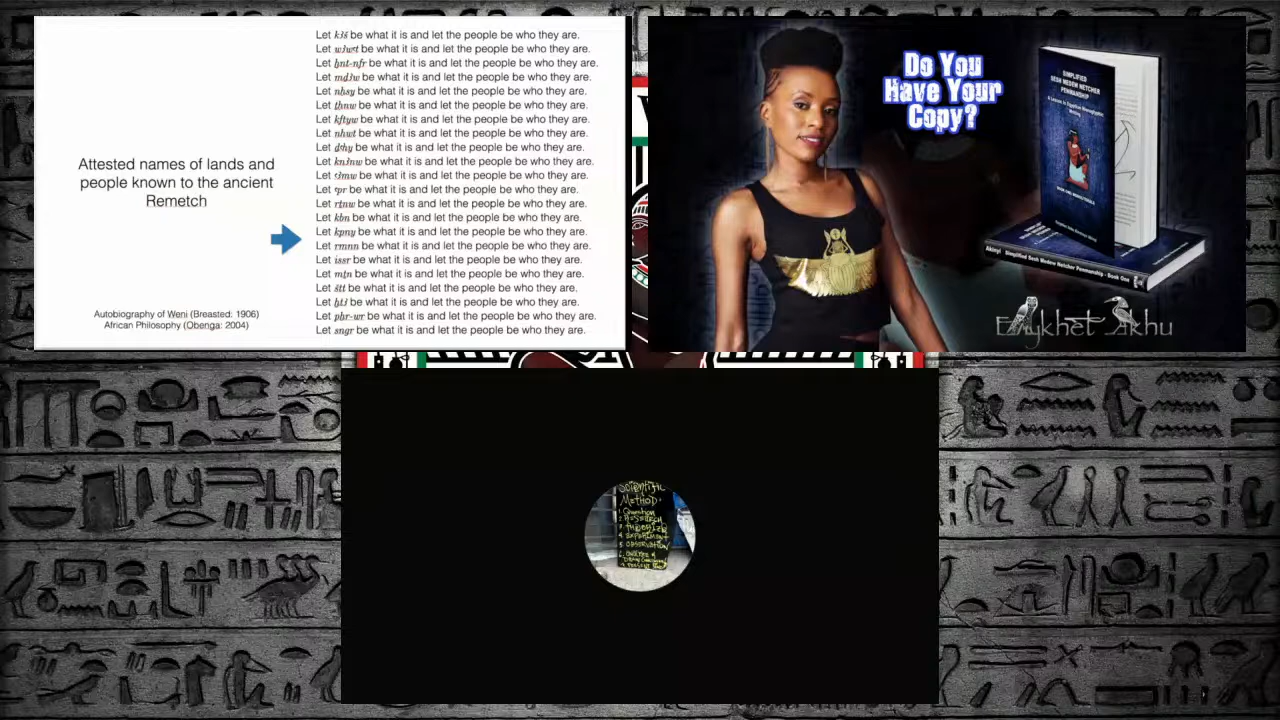 Attested names of lands and
people known to the ancient
Remetch
Autobiography of Weni (Breasted: 1906)
African Philosophy (Obenga: 2004)
Let kꜣš be what it is and let the people be who they are.
Let wꜣwꜣt be what it is and let the people be who they are.
Let ḫnt-nfr be what it is and let the people be who they are.
Let mḏꜣw be what it is and let the people be who they are.
Let nḥsy be what it is and let the people be who they are.
Let ṯḥnw be what it is and let the people be who they are.
Let kftyw be what it is and let the people be who they are.
Let nhwt be what it is and let the people be who they are.
Let ḏꜣhy be what it is and let the people be who they are.
Let knꜣnw be what it is and let the people be who they are.
Let ꜥꜣmw be what it is and let the people be who they are.
Let ꜥpr be what it is and let the people be who they are.
Let rṯnw be what it is and let the people be who they are.
Let kbn be what it is and let the people be who they are.
Let kpny be what it is and let the people be who they are.
Let rmnn be what it is and let the people be who they are.
Let issr be what it is and let the people be who they are.
Let mtn be what it is and let the people be who they are.
Let štt be what it is and let the people be who they are.
Let ḫtꜣ be what it is and let the people be who they are.
Let pḫr-wr be what it is and let the people be who they are.
Let sngr be what it is and let the people be who they are.
Do You
Have Your
Copy?
SIMPLIFIED
SESH MEDEW NETCHER
PENMANSHIP
Akinyi Simplified Sesh Medew Netcher Penmanship - Book One
Akhu
Scientific
Method